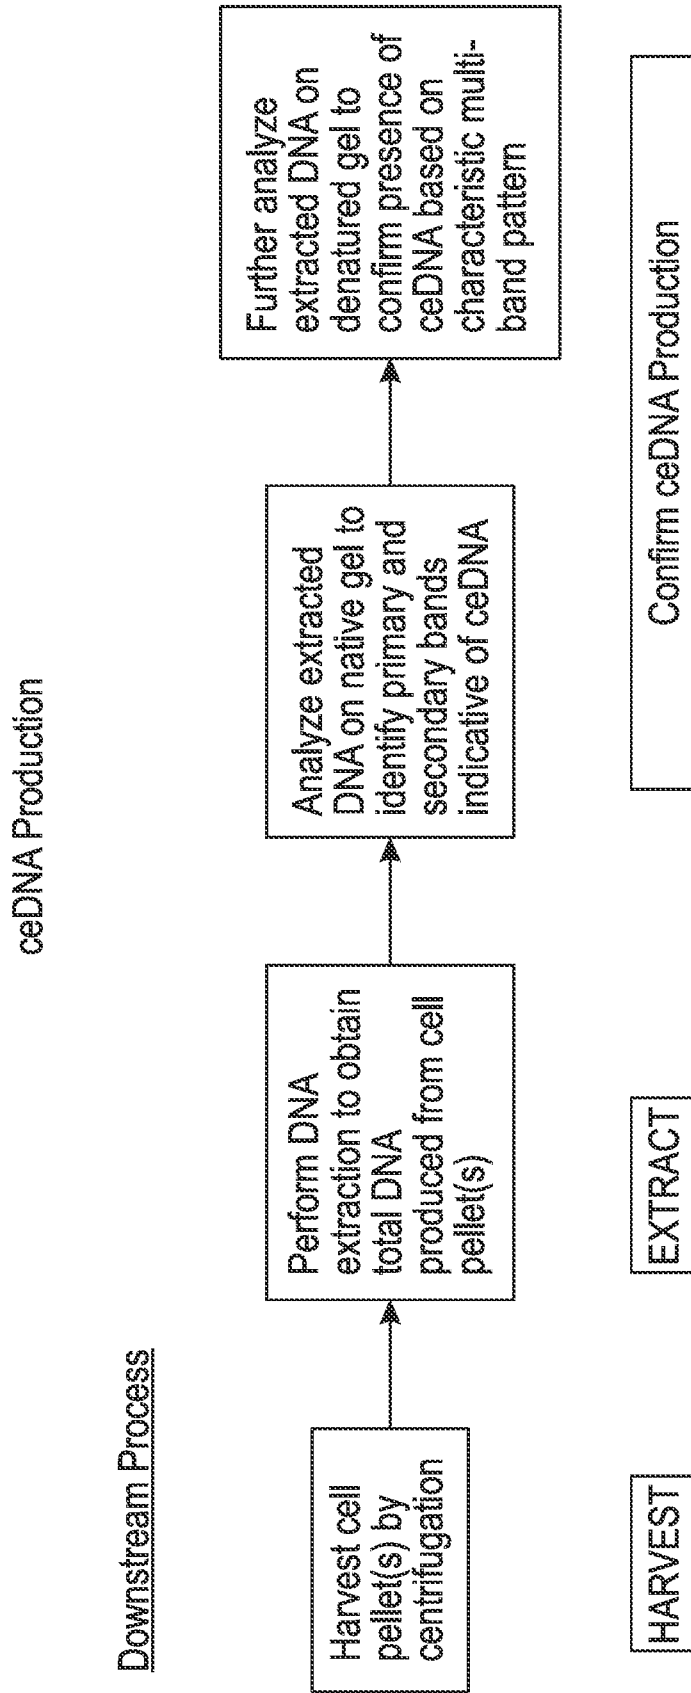 ceDNA Production
Downstream Process
Harvest cell
pellet(s) by
centrifugation
Perform DNA
extraction to obtain
total DNA
produced from cell
pellet(s)
Analyze extracted
DNA on native gel to
identify primary and
secondary bands
indicative of ceDNA
Further analyze
extracted DNA on
denatured gel to
confirm presence of
ceDNA based on
characteristic multi-
band pattern
HARVEST
EXTRACT
Confirm ceDNA Production